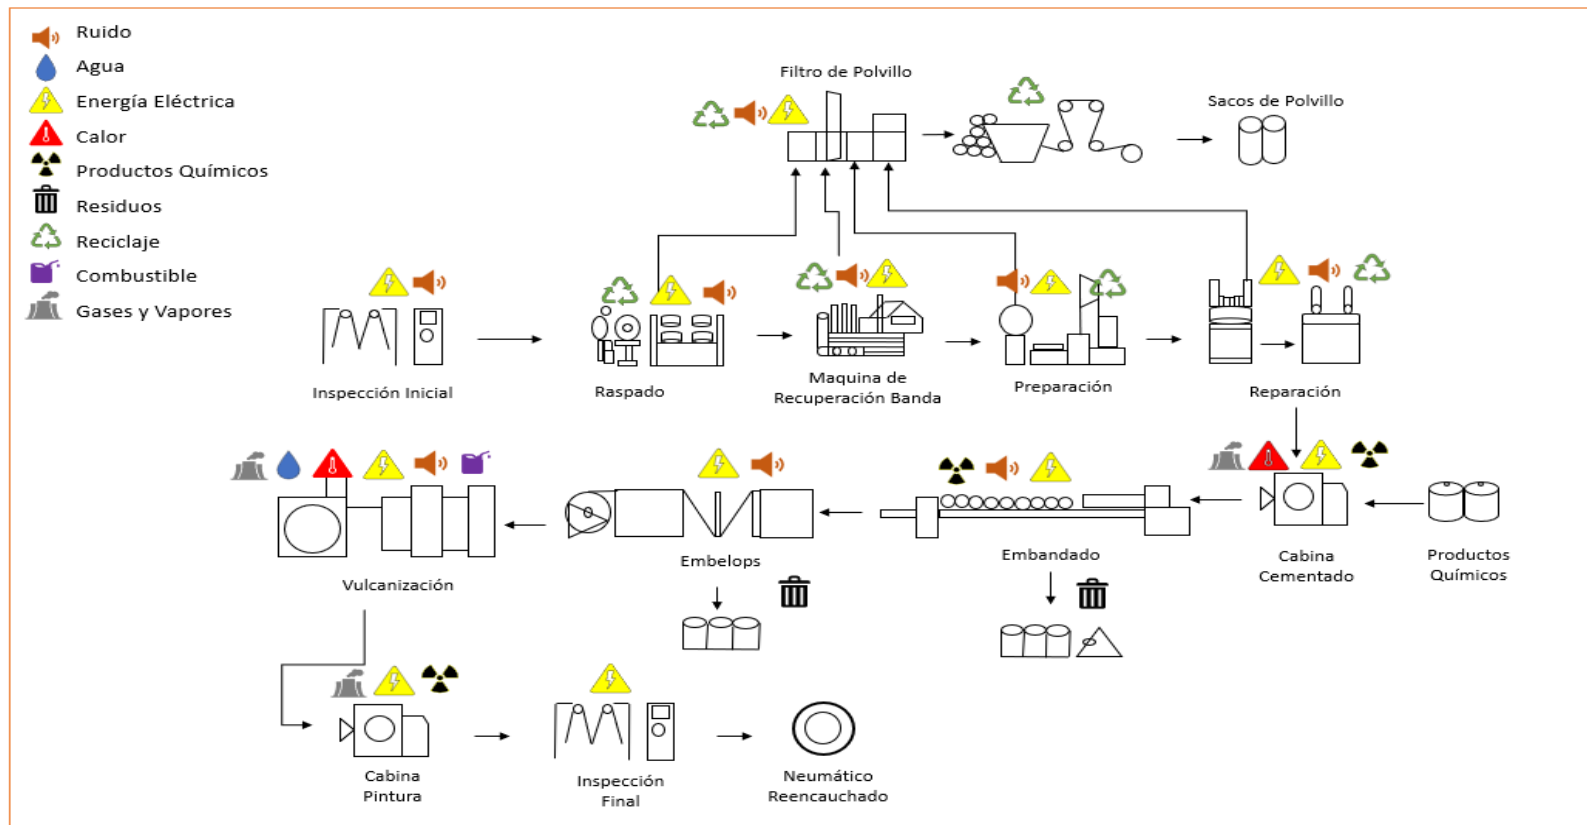 Ruido
Agua
Energía Eléctrica
Calor
Productos Químicos
Residuos
Reciclaje
Combustible
Gases y Vapores
Filtro de Polvillo
Sacos de Polvillo
Inspección Inicial
Raspado
Maquina de
Recuperación Banda
Preparación
Reparación
Vulcanización
Embelops
Embandado
Cabina
Cementado
Productos
Químicos
Cabina
Pintura
Inspección
Final
Neumático
Reencauchado